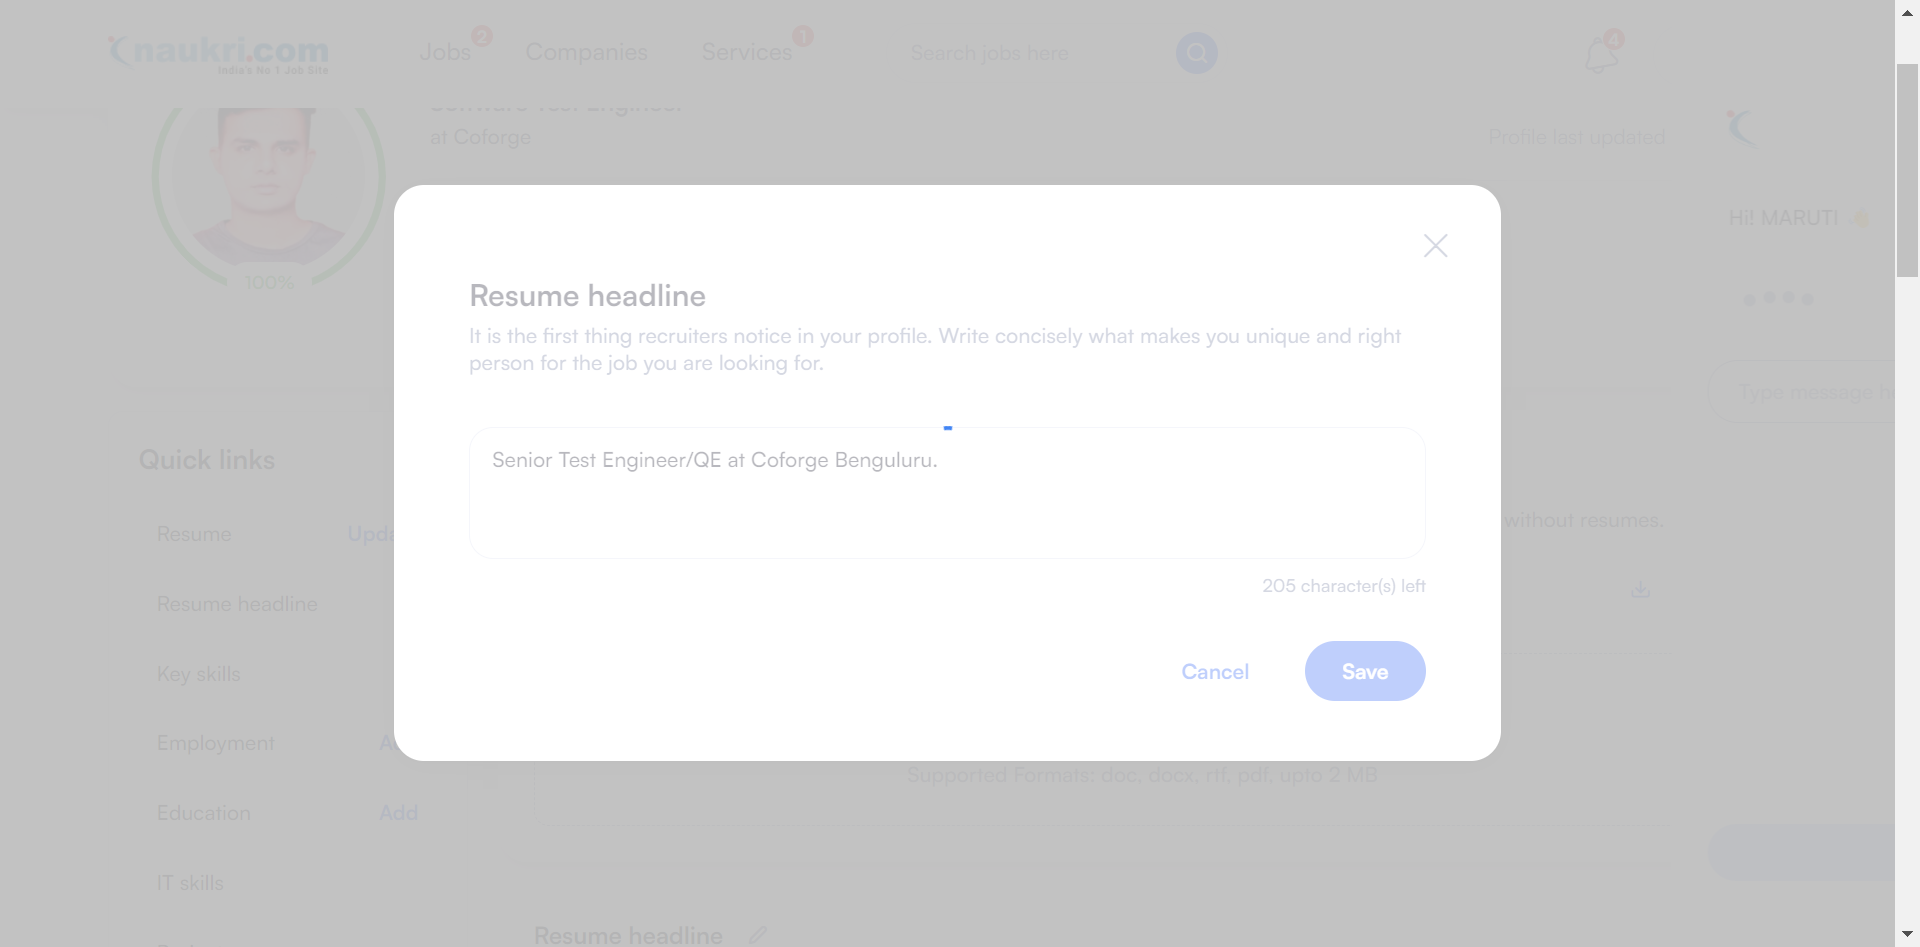 naukri.com
India's No 1 Job Site
Jobs 2
Companies
Services 1
Search jobs here
4
Software Test Engineer
at Coforge
Profile last updated
100%
Hi! MARUTI 👋
Resume headline
It is the first thing recruiters notice in your profile. Write concisely what makes you unique and right
person for the job you are looking for.
Type message
Senior Test Engineer/QE at Coforge Benguluru.
205 character(s) left
Cancel
Save
Quick links
Resume
Resume headline
Key skills
Employment
Education Add
IT skills
without resumes.
Supported Formats: doc, docx, rtf, pdf, upto 2 MB
Resume headline